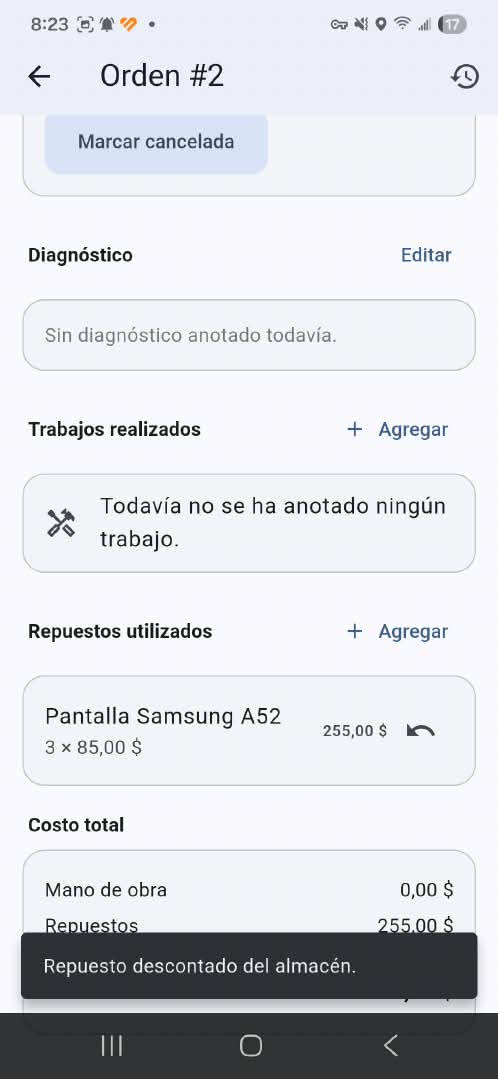 8:23
17
Orden #2
Marcar cancelada
Diagnóstico
Editar
Sin diagnóstico anotado todavía.
Trabajos realizados
+ Agregar
Todavía no se ha anotado ningún
trabajo.
Repuestos utilizados
+ Agregar
Pantalla Samsung A52
3 × 85,00 $
255,00 $
Costo total
Mano de obra
0,00 $
Repuestos
255,00 $
Repuesto descontado del almacén.